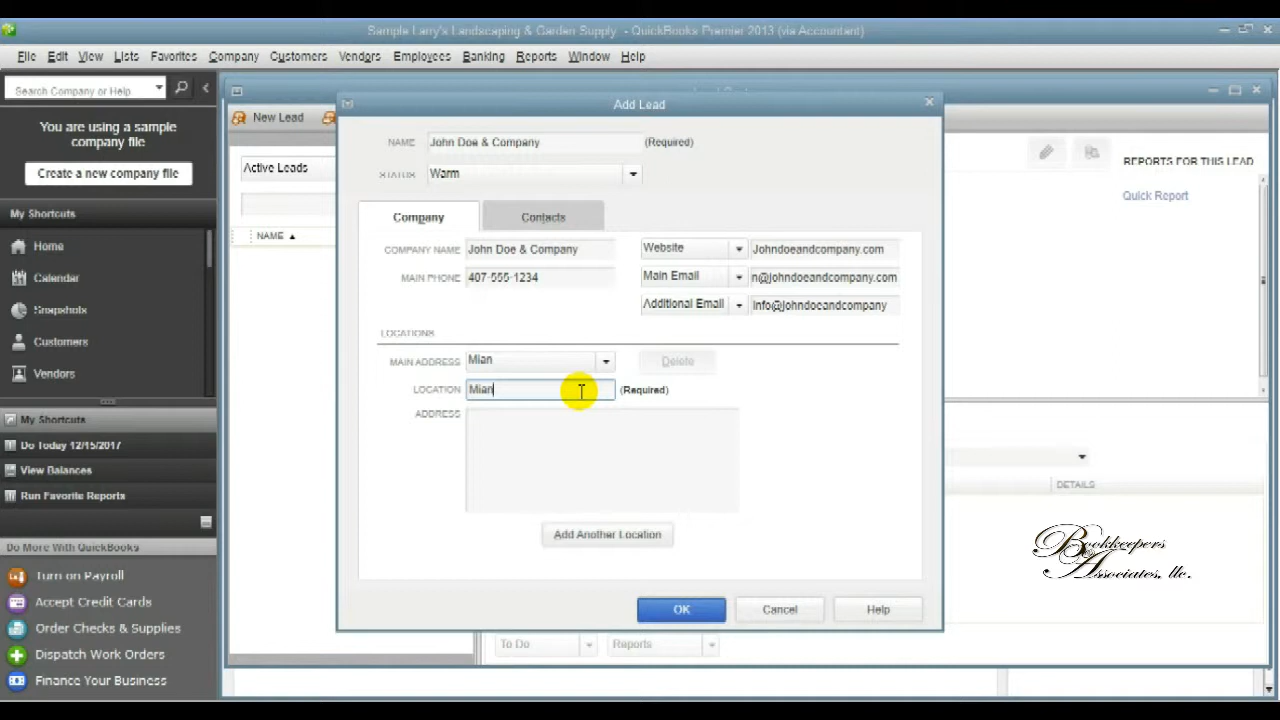 Sample Larry's Landscaping & Garden Supply - QuickBooks Premier 2013 (via Accountant)
File Edit View Lists Favorites Company Customers Vendors Employees Banking Reports Window Help
Search Company or Help
You are using a sample
company file
Create a new company file
My Shortcuts
Home
Calendar
Snapshots
Customers
Vendors
My Shortcuts
Do Today 12/15/2017
View Balances
Run Favorite Reports
Do More With QuickBooks
Turn on Payroll
Accept Credit Cards
Order Checks & Supplies
Dispatch Work Orders
Finance Your Business
New Lead
Active Leads
NAME
Add Lead
NAME John Doe & Company (Required)
STATUS Warm
Company Contacts
COMPANY NAME John Doe & Company Website Johndoeandcompany.com
MAIN PHONE 407-555-1234 Main Email n@johndoeandcompany.com
Additional Email info@johndoeandcompany
LOCATIONS
MAIN ADDRESS Mian Delete
LOCATION Mian (Required)
ADDRESS
Add Another Location
OK Cancel Help
To Do Reports
REPORTS FOR THIS LEAD
Quick Report
DETAILS
Bookkeepers
Associates, llc.